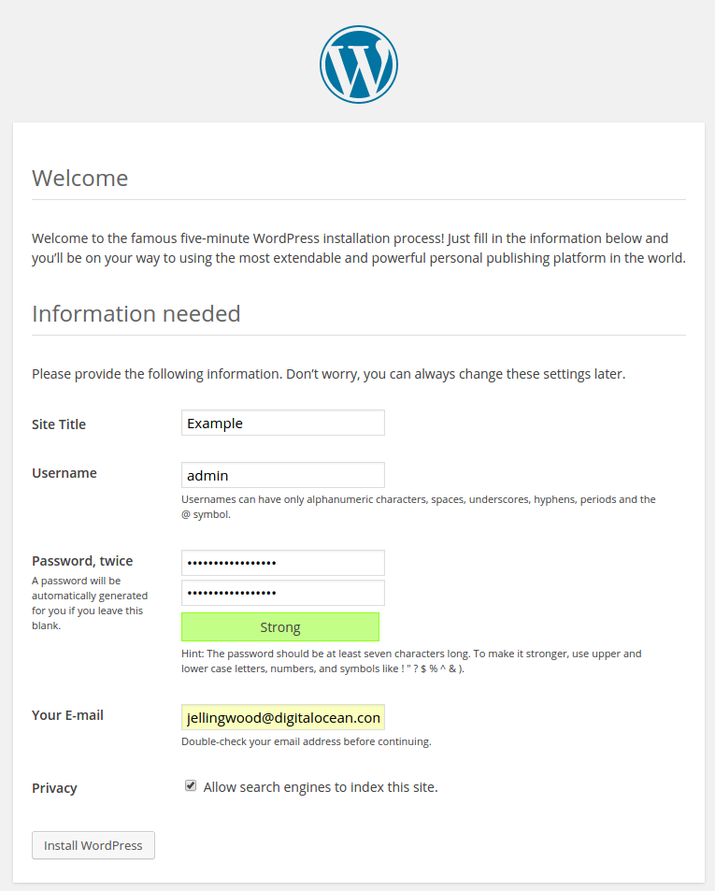 W
Welcome
Welcome to the famous five-minute WordPress installation process! Just fill in the information below and
you’ll be on your way to using the most extendable and powerful personal publishing platform in the world.
Information needed
Please provide the following information. Don’t worry, you can always change these settings later.
Site Title
Example
Username
admin
Usernames can have only alphanumeric characters, spaces, underscores, hyphens, periods and the
@ symbol.
Password, twice
A password will be
automatically generated
for you if you leave this
blank.
•••••••••••••••••
•••••••••••••••••
Strong
Hint: The password should be at least seven characters long. To make it stronger, use upper and
lower case letters, numbers, and symbols like ! " ? $ % ^ & ).
Your E-mail
jellingwood@digitalocean.con
Double-check your email address before continuing.
Privacy
Allow search engines to index this site.
Install WordPress